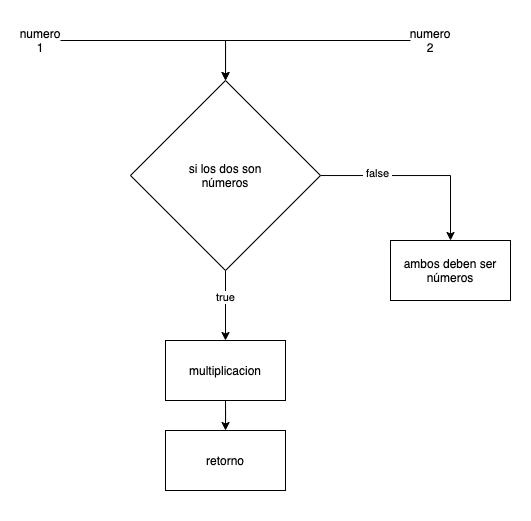 numero
1
numero
2
si los dos son
números
false
ambos deben ser
números
true
multiplicacion
retorno